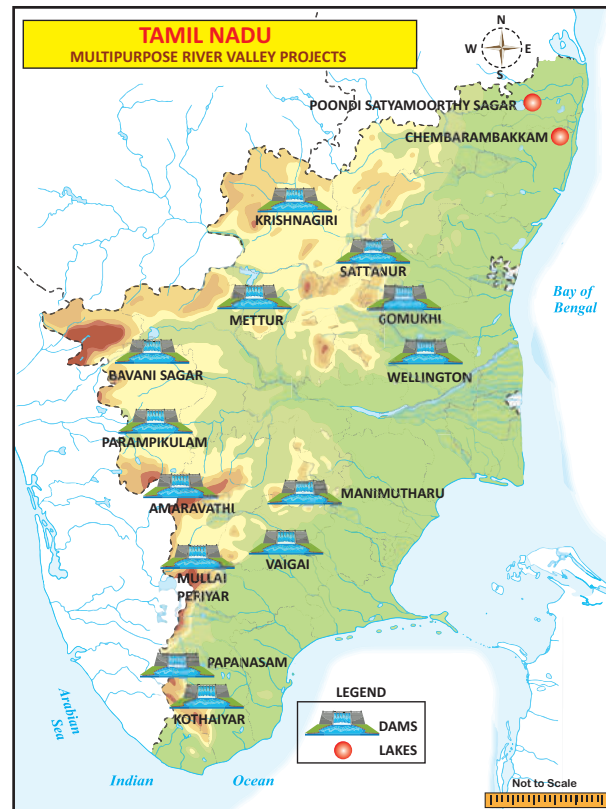 TAMIL NADU
MULTIPURPOSE RIVER VALLEY PROJECTS
N
W E
S
POONDI SATYAMOORTHY SAGAR
CHEMBARAMBAKKAM
KRISHNAGIRI
SATTANUR
METTUR
GOMUKHI
Bay of
Bengal
BAVANI SAGAR
WELLINGTON
PARAMPIKULAM
AMARAVATHI
MANIMUTHARU
VAIGAI
MULLAI
PERIYAR
PAPANASAM
KOTHAIYAR
Arabian
Sea
LEGEND
DAMS
LAKES
Indian Ocean
Not to Scale